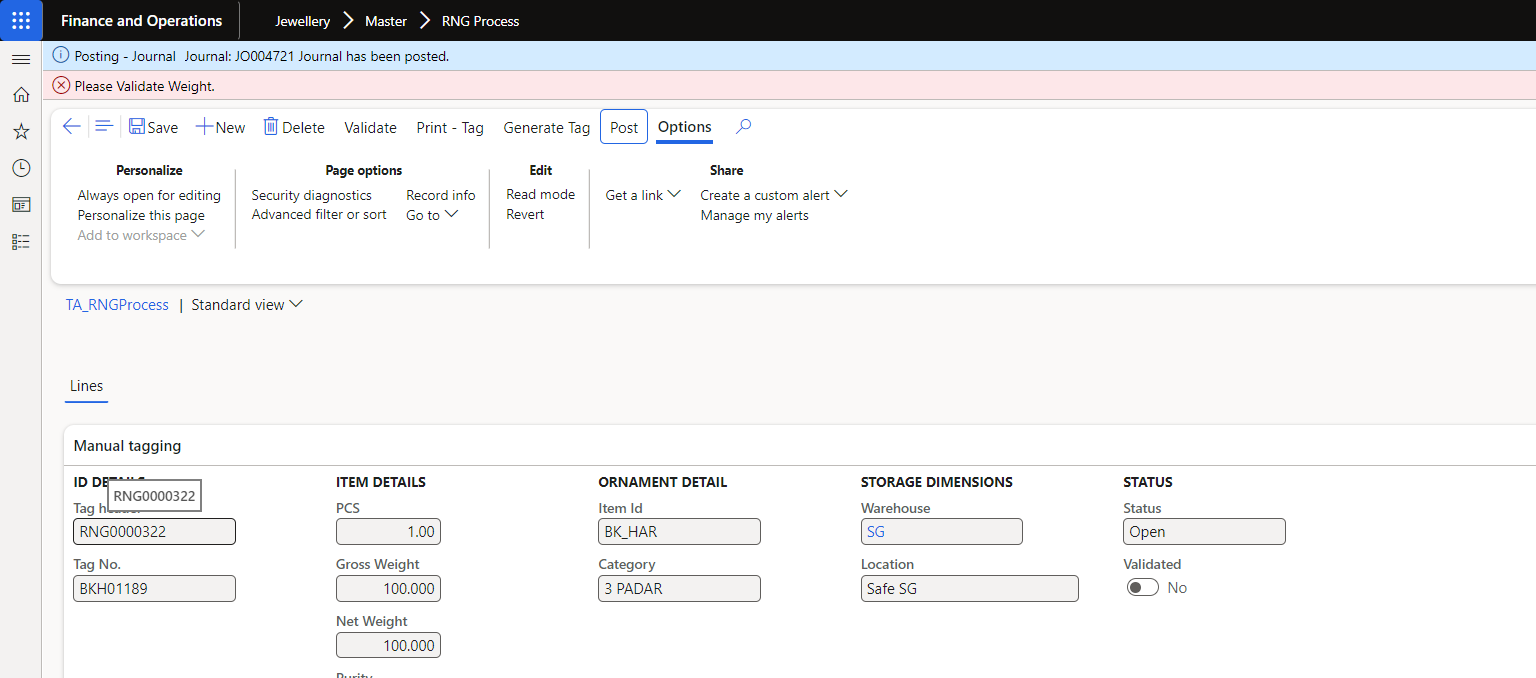 Finance and Operations
Jewellery > Master > RNG Process
Posting - Journal Journal: JO004721 Journal has been posted.
Please Validate Weight.
Save New Delete Validate Print - Tag Generate Tag Post Options
Personalize
Always open for editing
Personalize this page
Add to workspace
Page options
Security diagnostics
Advanced filter or sort
Record info
Go to
Edit
Read mode
Revert
Share
Get a link
Create a custom alert
Manage my alerts
TA_RNGProcess | Standard view
Lines
Manual tagging
ID DETAILS
RNG0000322
Tag header
RNG0000322
Tag No.
BKH01189
ITEM DETAILS
PCS
1.00
Gross Weight
100.000
Net Weight
100.000
Purity
ORNAMENT DETAIL
Item Id
BK_HAR
Category
3 PADAR
STORAGE DIMENSIONS
Warehouse
SG
Location
Safe SG
STATUS
Status
Open
Validated
No